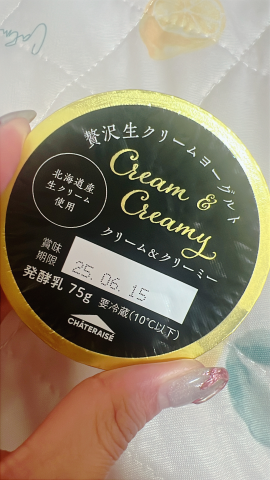 贅沢生クリームヨーグルト
Cream &
Creamy
クリーム&クリーミー
北海道産
生クリーム
使用
賞味
期限
25. 06. 15
発酵乳 75g 要冷蔵(10℃以下)
CHÂTERAISÉ